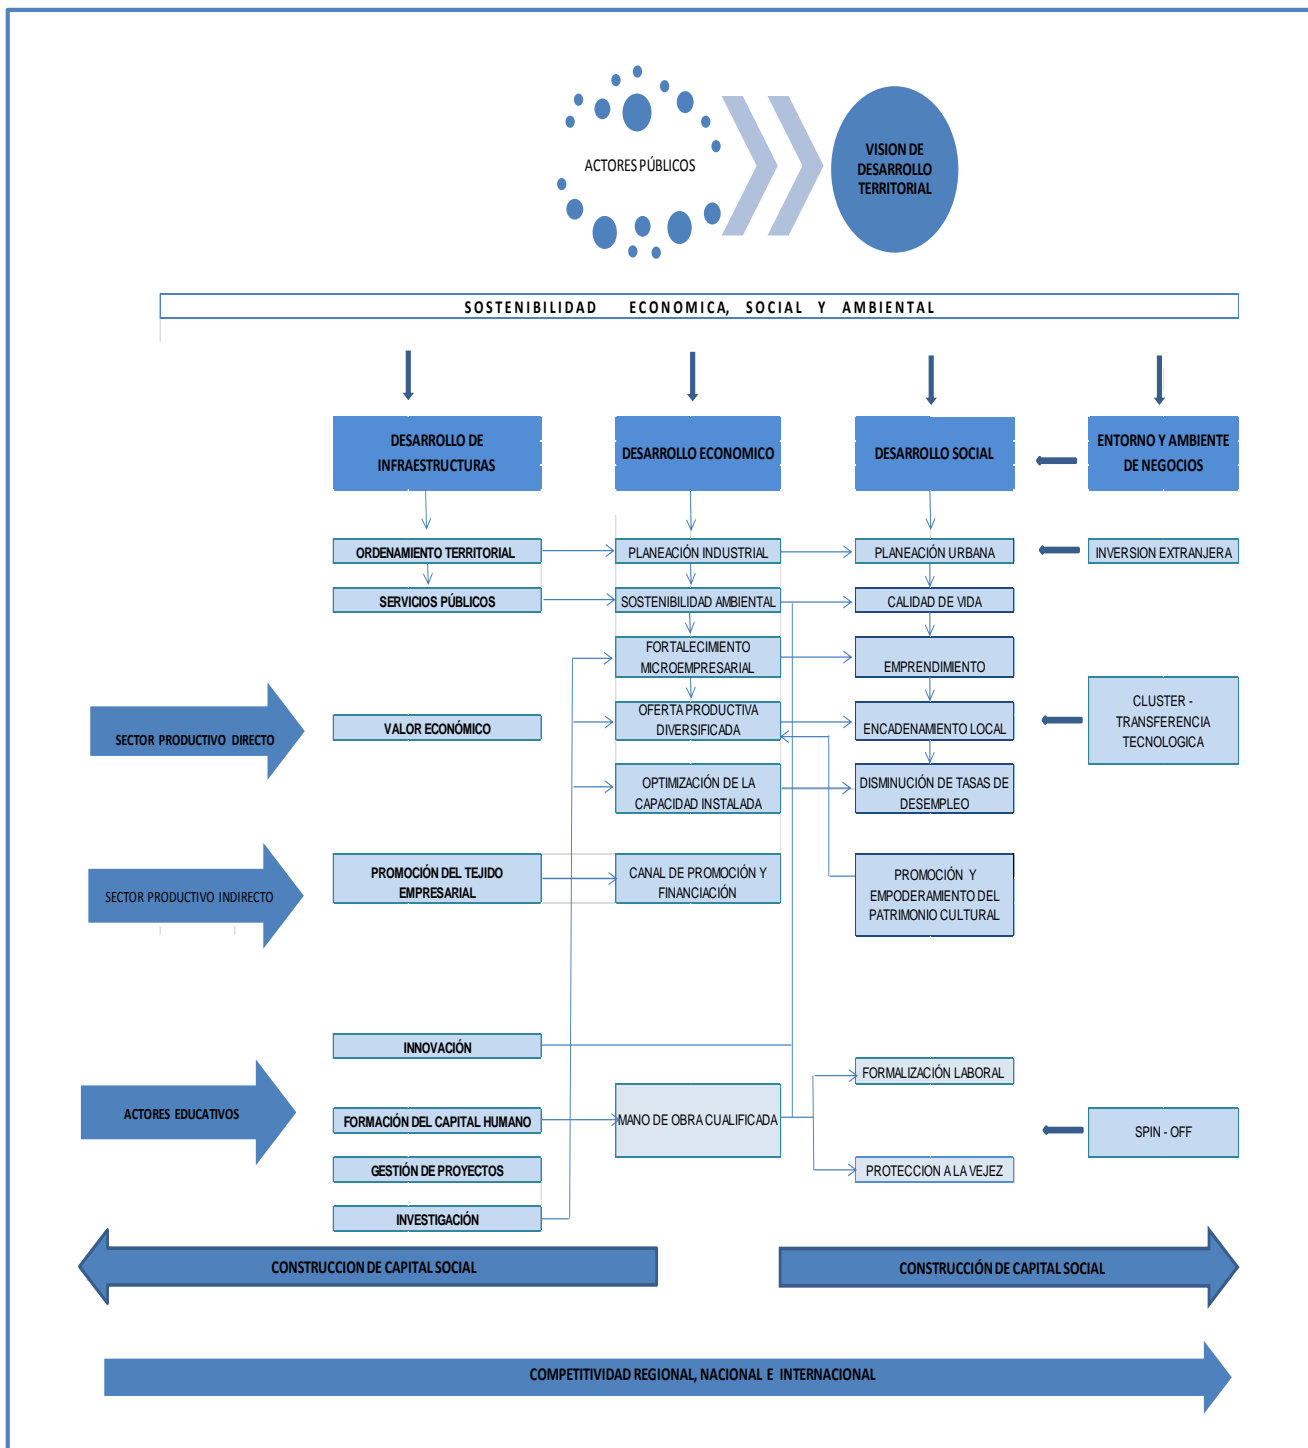 ACTORES PÚBLICOS
VISION DE
DESARROLLO
TERRITORIAL
SOSTENIBILIDAD ECONOMICA, SOCIAL Y AMBIENTAL
DESARROLLO DE
INFRAESTRUCTURAS
DESARROLLO ECONOMICO
DESARROLLO SOCIAL
ENTORNO Y AMBIENTE
DE NEGOCIOS
ORDENAMIENTO TERRITORIAL
PLANEACIÓN INDUSTRIAL
PLANEACIÓN URBANA
INVERSION EXTRANJERA
SERVICIOS PÚBLICOS
SOSTENIBILIDAD AMBIENTAL
CALIDAD DE VIDA
FORTALECIMIENTO
MICROEMPRESARIAL
EMPRENDIMIENTO
SECTOR PRODUCTIVO DIRECTO
VALOR ECONÓMICO
OFERTA PRODUCTIVA
DIVERSIFICADA
ENCADENAMIENTO LOCAL
CLUSTER -
TRANSFERENCIA
TECNOLOGICA
OPTIMIZACIÓN DE LA
CAPACIDAD INSTALADA
DISMINUCIÓN DE TASAS DE
DESEMPLEO
SECTOR PRODUCTIVO INDIRECTO
PROMOCIÓN DEL TEJIDO
EMPRESARIAL
CANAL DE PROMOCIÓN Y
FINANCIACIÓN
PROMOCIÓN Y
EMPODERAMIENTO DEL
PATRIMONIO CULTURAL
INNOVACIÓN
FORMALIZACIÓN LABORAL
ACTORES EDUCATIVOS
FORMACIÓN DEL CAPITAL HUMANO
MANO DE OBRA CUALIFICADA
SPIN - OFF
GESTIÓN DE PROYECTOS
PROTECCION A LA VEJEZ
INVESTIGACIÓN
CONSTRUCCION DE CAPITAL SOCIAL
CONSTRUCCIÓN DE CAPITAL SOCIAL
COMPETITIVIDAD REGIONAL, NACIONAL E INTERNACIONAL